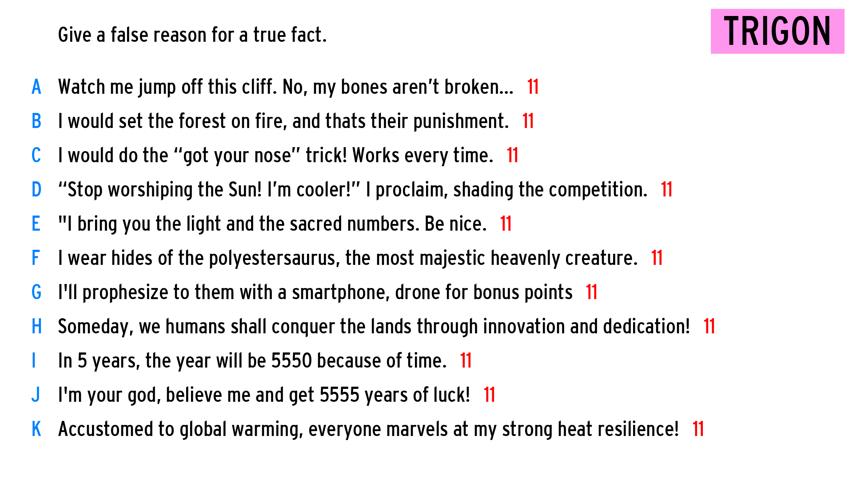 Give a false reason for a true fact.
TRIGON
A Watch me jump off this cliff. No, my bones aren't broken... 11
B I would set the forest on fire, and thats their punishment. 11
C I would do the “got your nose” trick! Works every time. 11
D “Stop worshiping the Sun! I'm cooler!” I proclaim, shading the competition. 11
E "I bring you the light and the sacred numbers. Be nice. 11
F I wear hides of the polyestersaurus, the most majestic heavenly creature. 11
G I'll prophesize to them with a smartphone, drone for bonus points 11
H Someday, we humans shall conquer the lands through innovation and dedication! 11
I In 5 years, the year will be 5550 because of time. 11
J I'm your god, believe me and get 5555 years of luck! 11
K Accustomed to global warming, everyone marvels at my strong heat resilience! 11